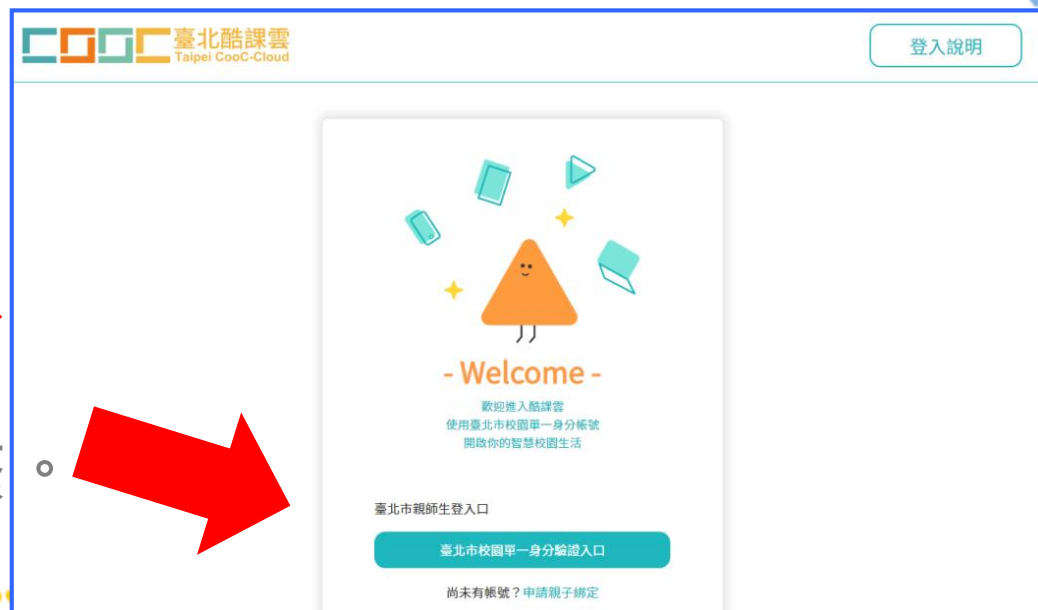 COOC 臺北酷課雲
Taipei CooC-Cloud
登入說明
- Welcome -
歡迎進入酷課雲
使用臺北市校園單一身分帳號
開啟你的智慧校園生活
。
臺北市親師生登入口
臺北市校園單一身分驗證入口
尚未有帳號？申請親子綁定